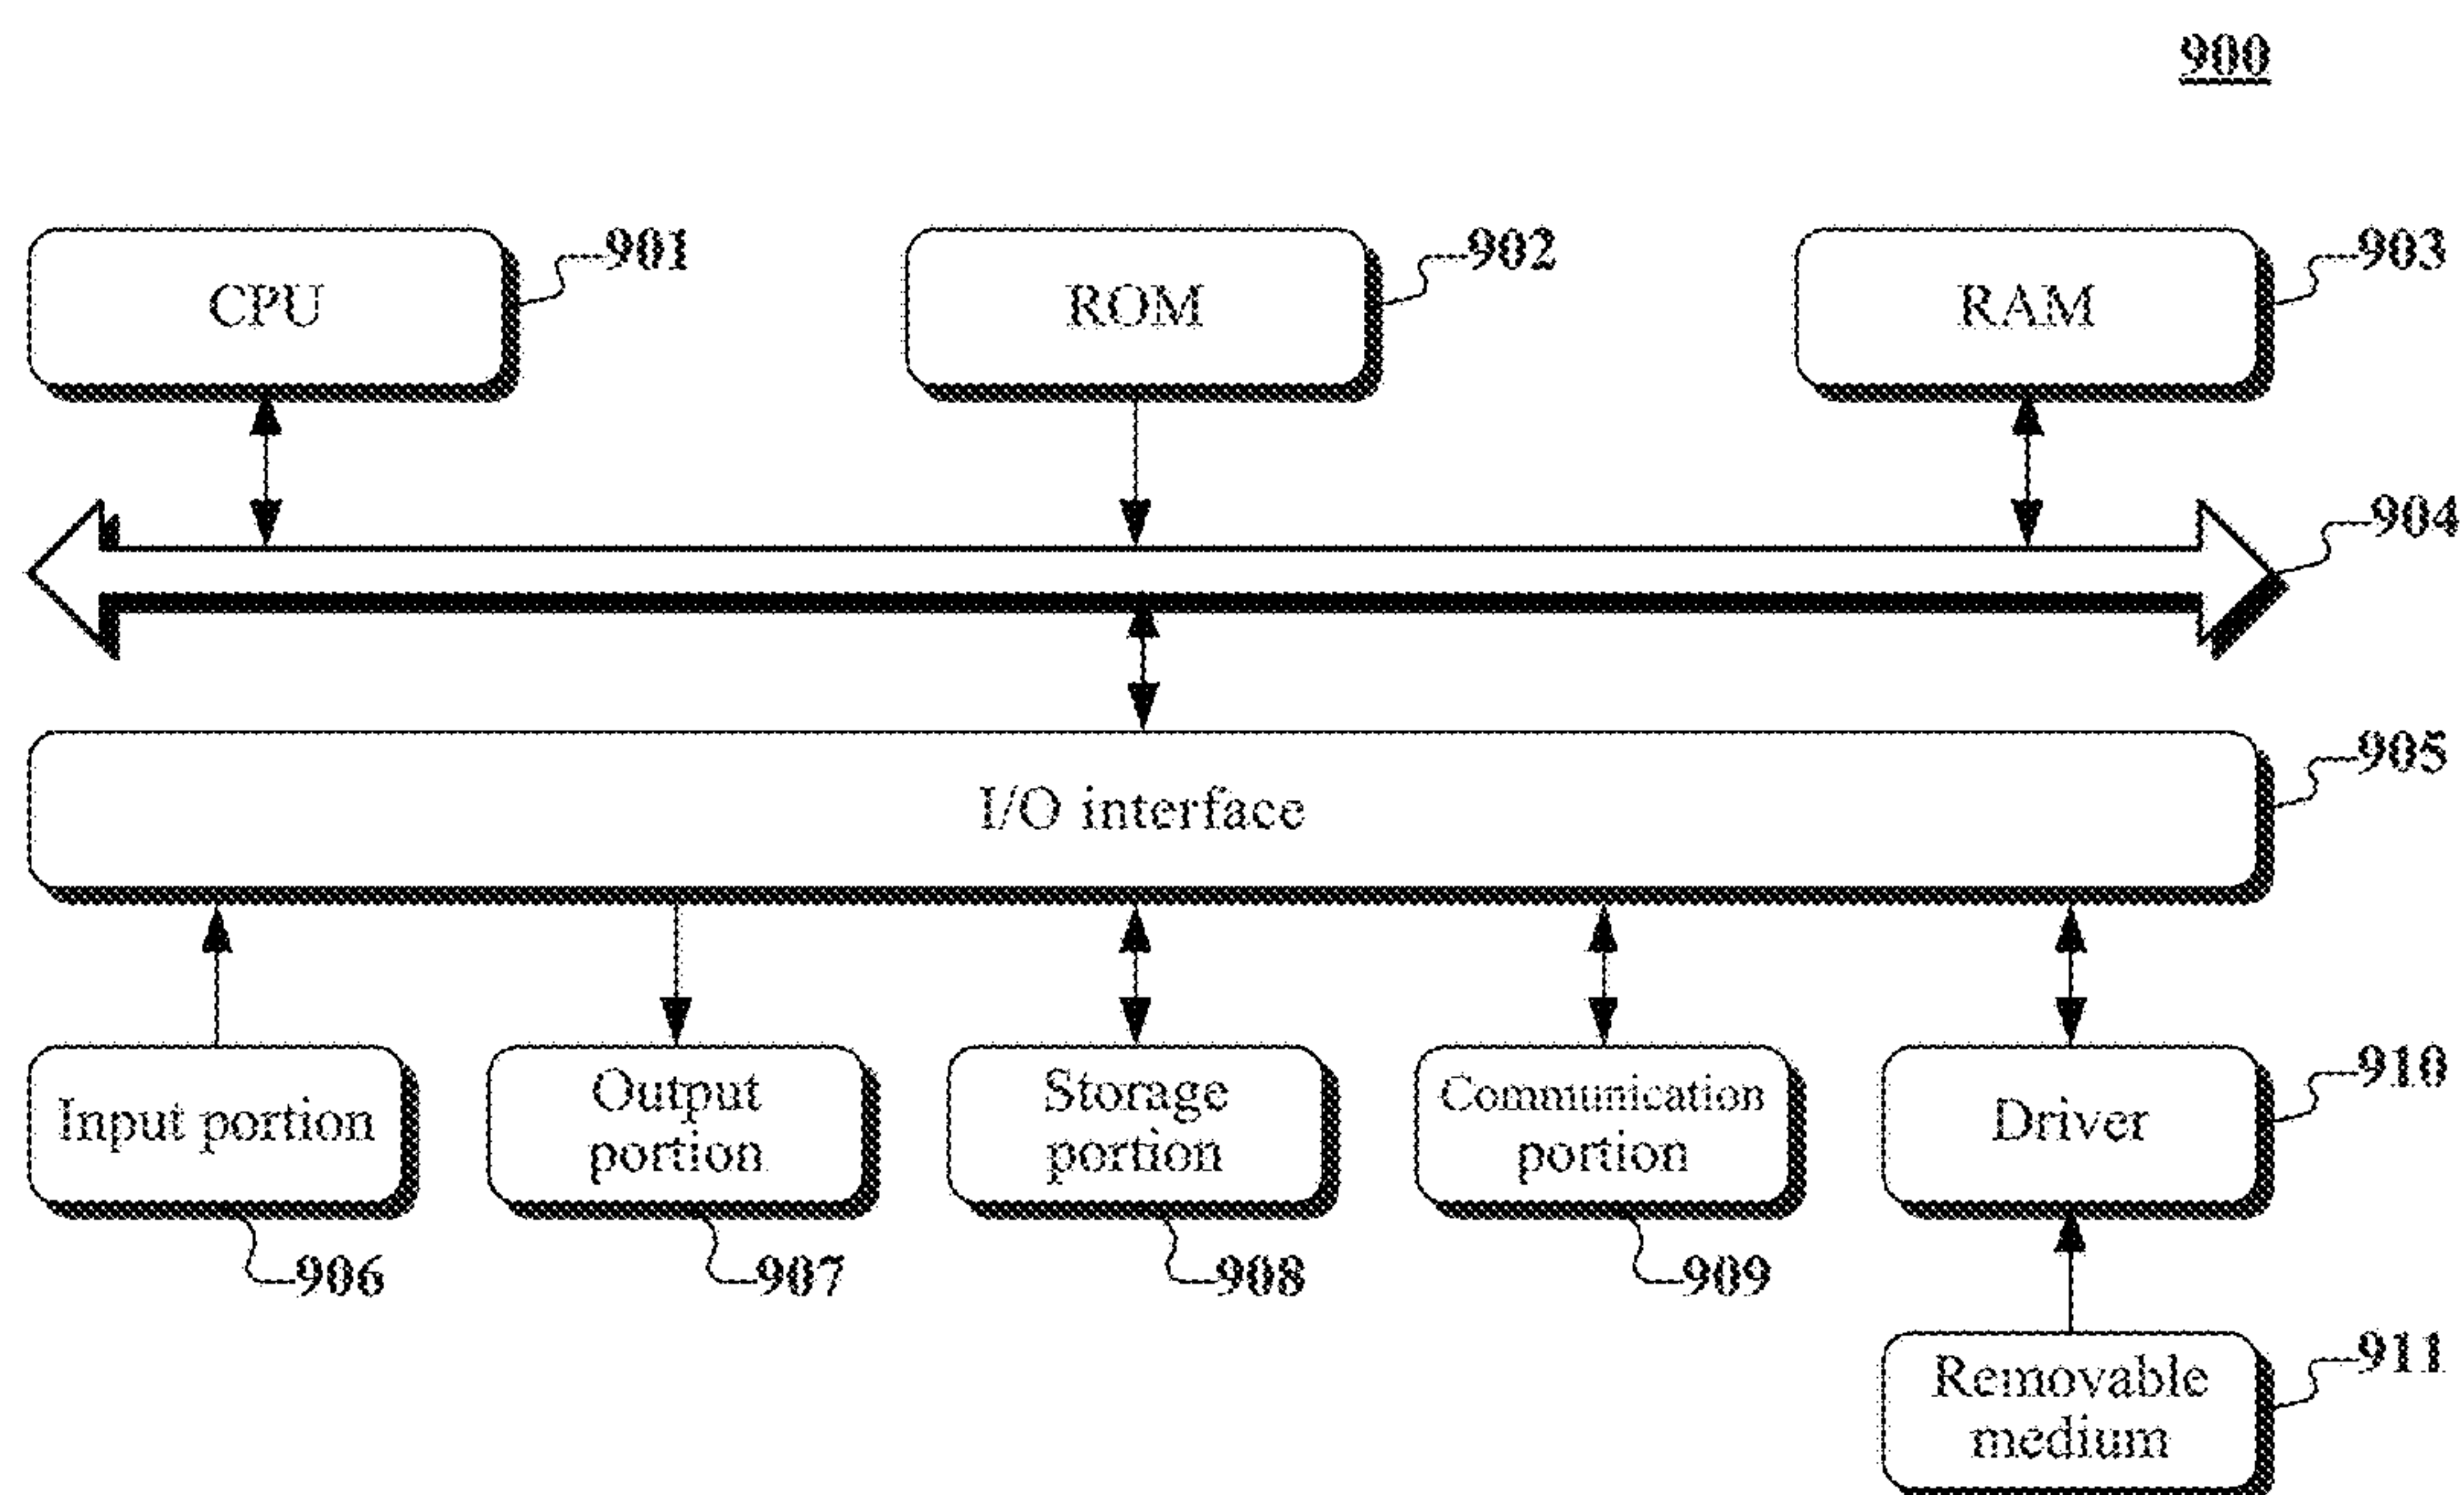 900
CPU
901
ROM
902
RAM
903
904
I/O interface
905
Input portion
906
Output
portion
907
Storage
portion
908
Communication
portion
909
Driver
910
Removable
medium
911